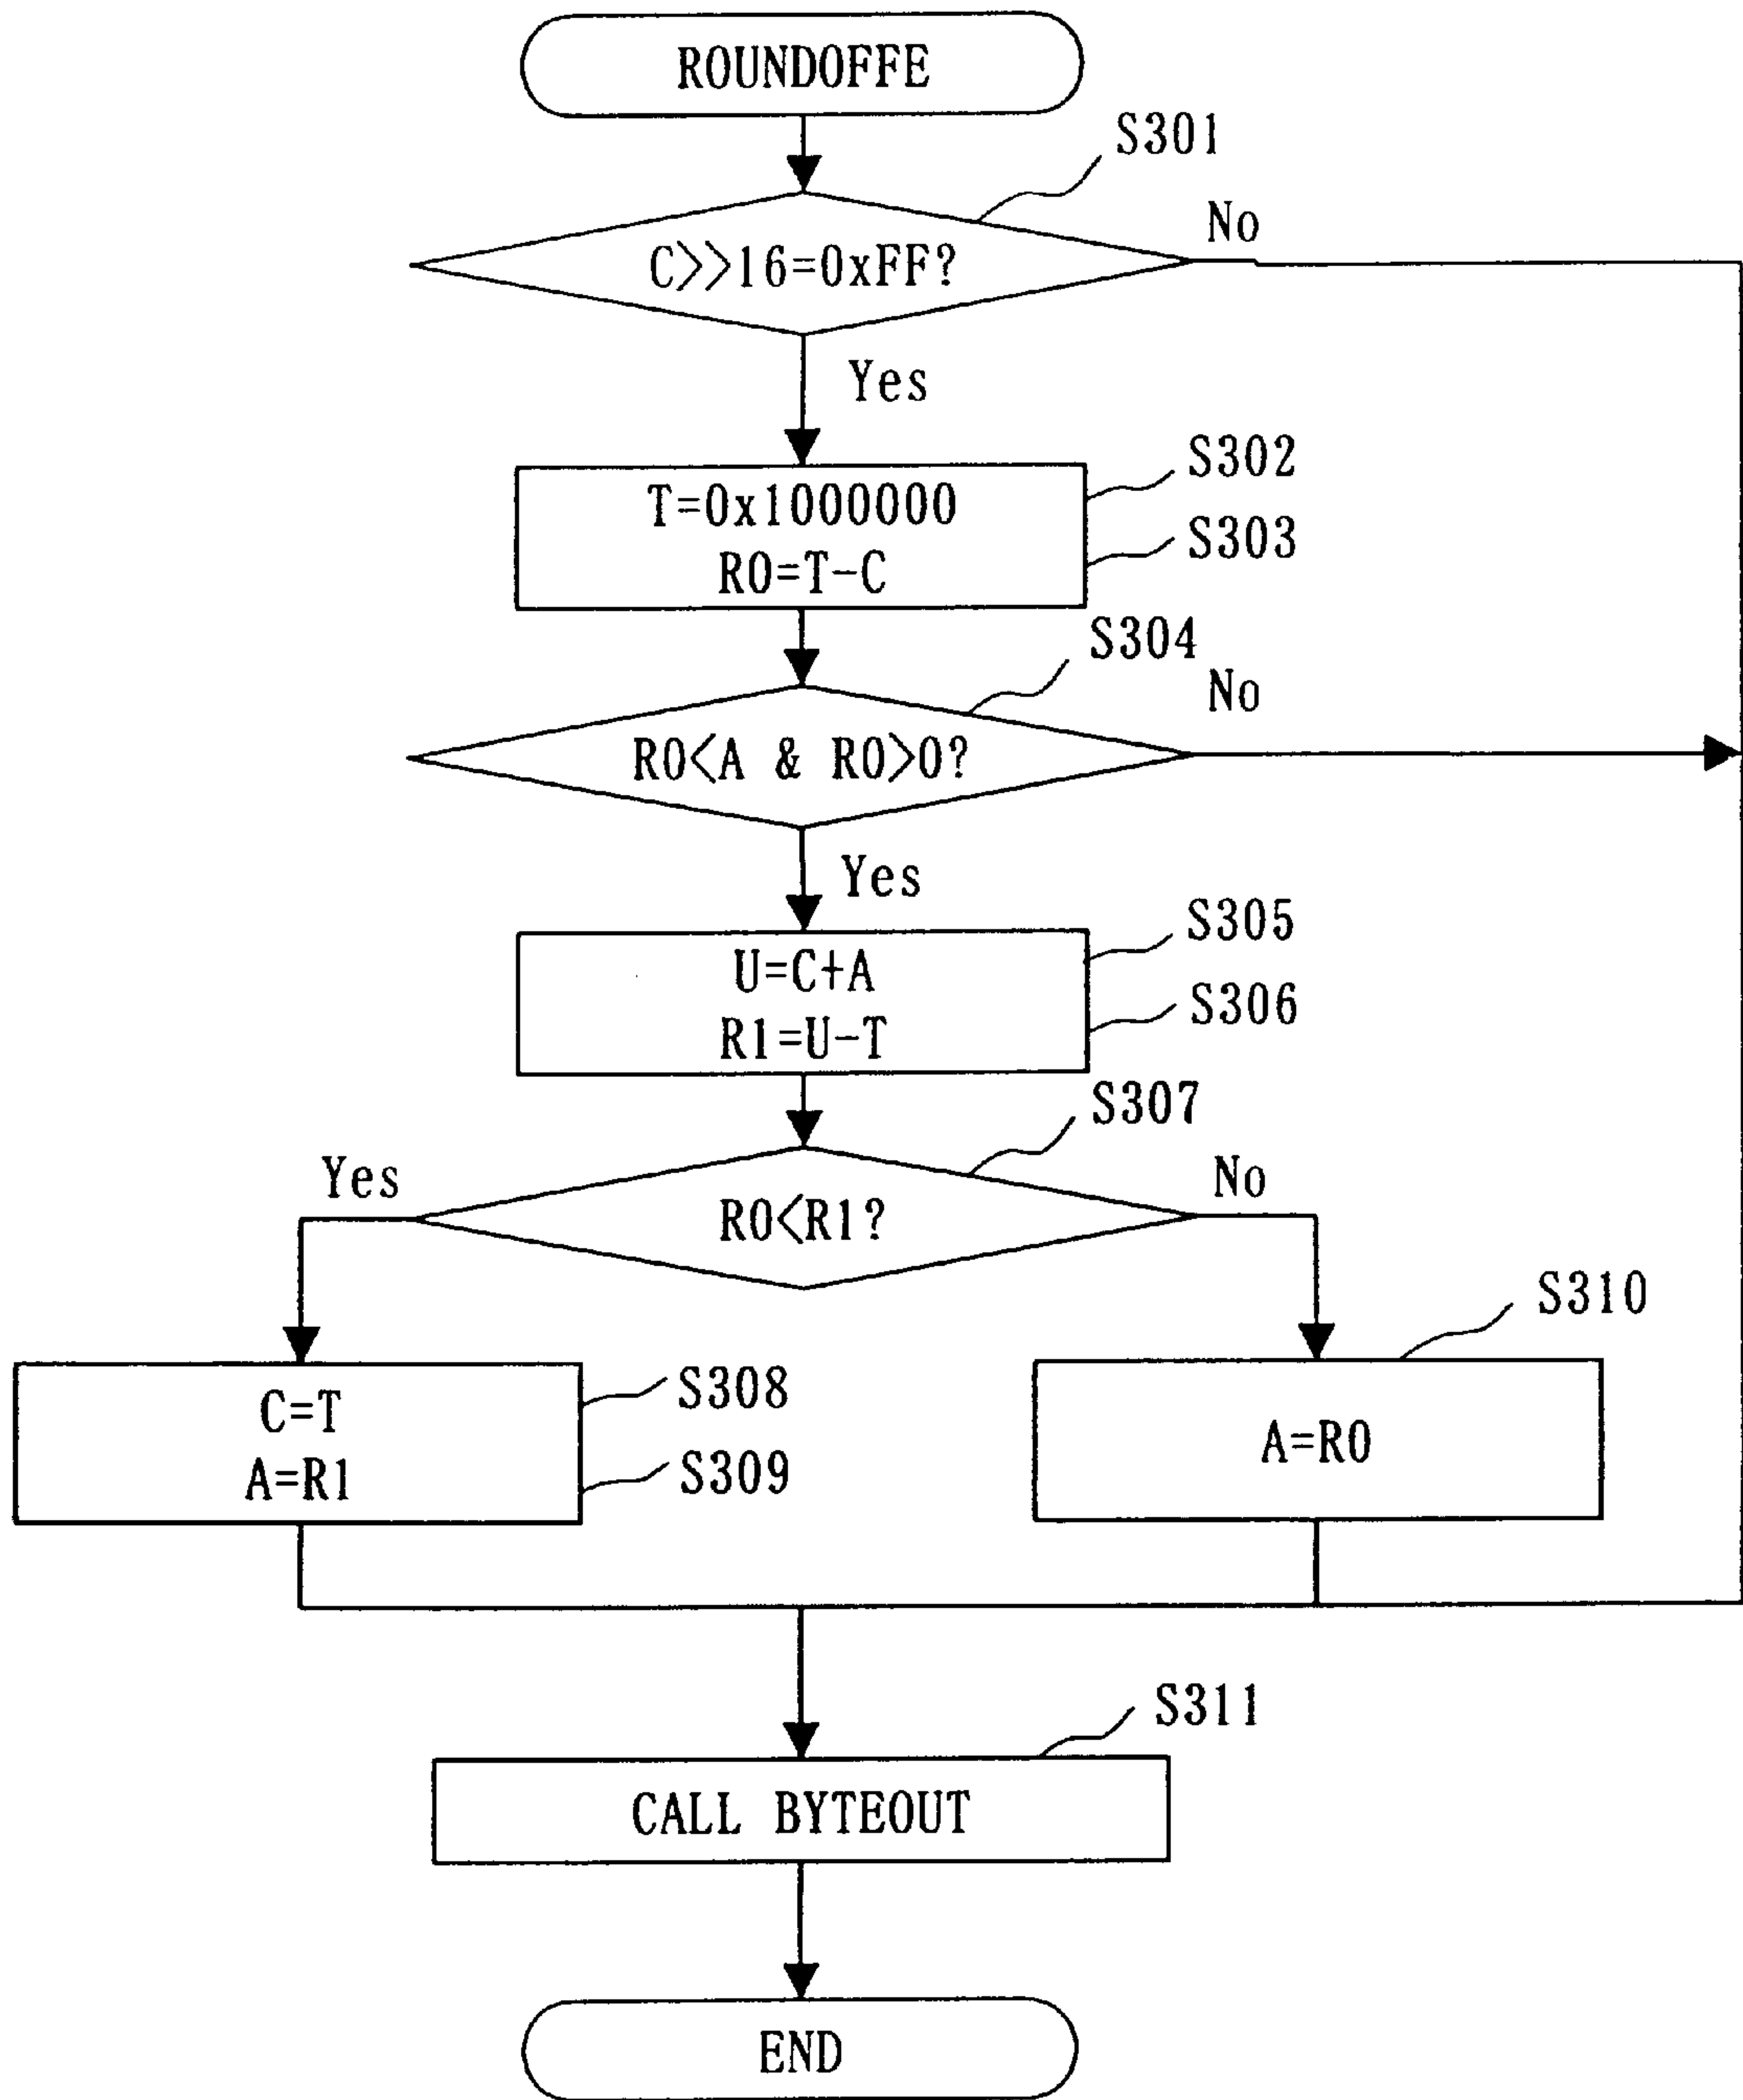 ROUNDOFFE
S301
No
C>>16=0xFF?
Yes
S302
T=0x1000000
S303
R0=T-C
S304
No
R0<A & R0>0?
Yes
S305
U=C+A
S306
R1=U-T
S307
Yes
No
R0<R1?
S310
S308
C=T
A=R0
S309
A=R1
S311
CALL BYTEOUT
END